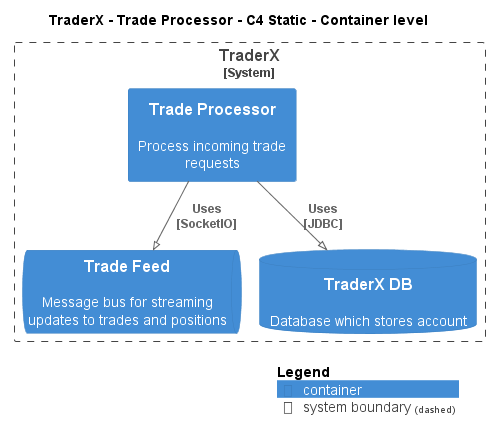 TraderX - Trade Processor - C4 Static - Container level
TraderX
[System]
Trade Processor
Process incoming trade
requests
Uses
[SocketIO]
Uses
[JDBC]
Trade Feed
Message bus for streaming
updates to trades and positions
TraderX DB
Database which stores account
Legend
container
system boundary (dashed)